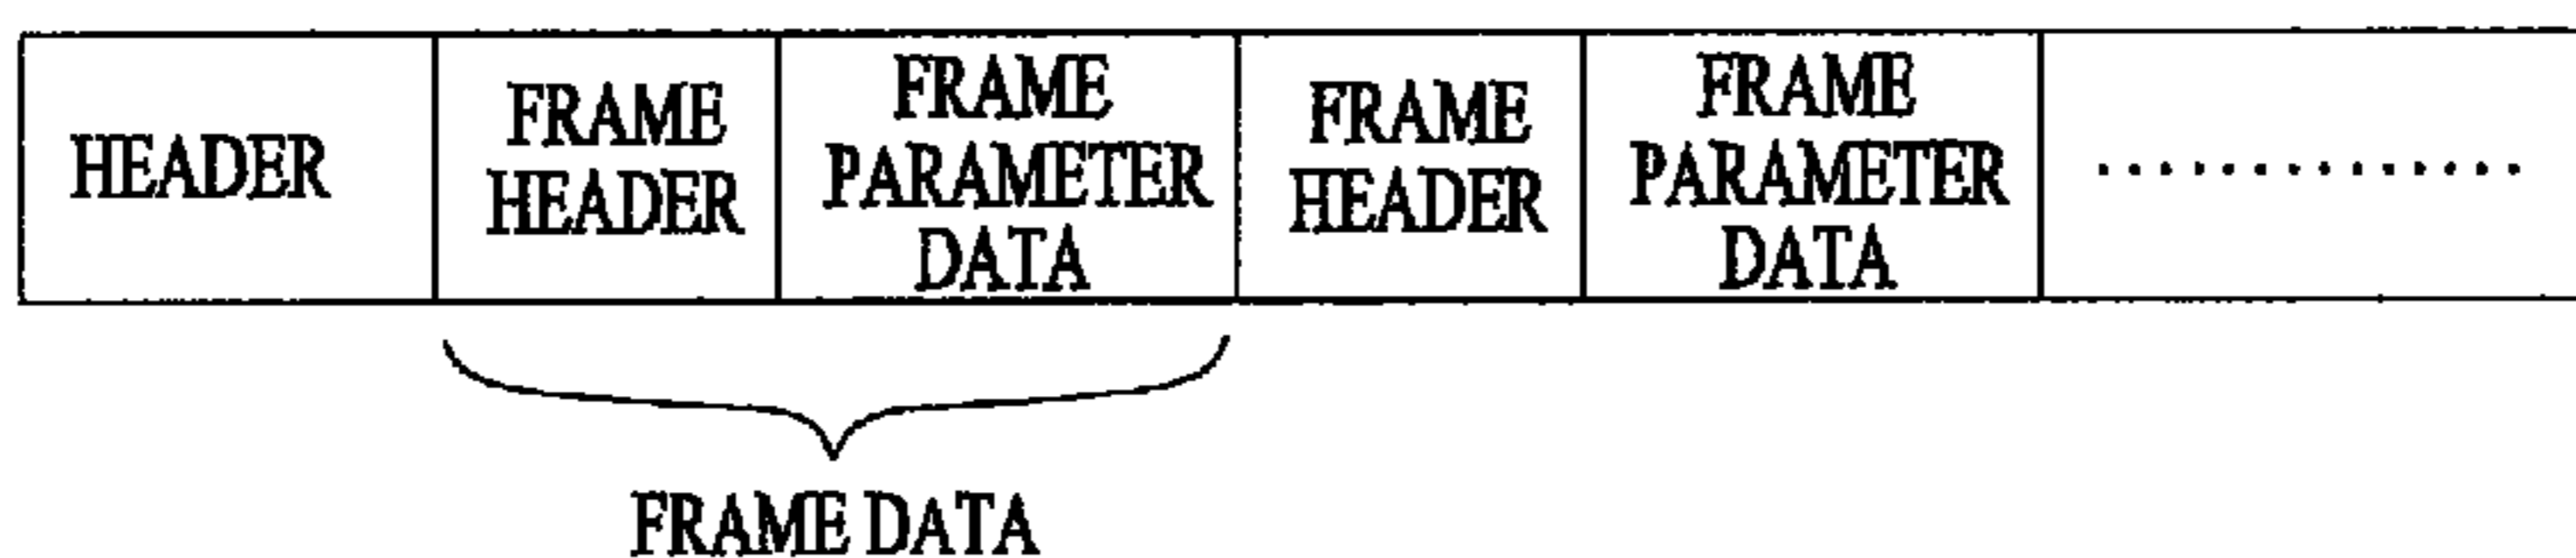 HEADER
FRAME
HEADER
FRAME
PARAMETER
DATA
FRAME
HEADER
FRAME
PARAMETER
DATA
..............
FRAME DATA